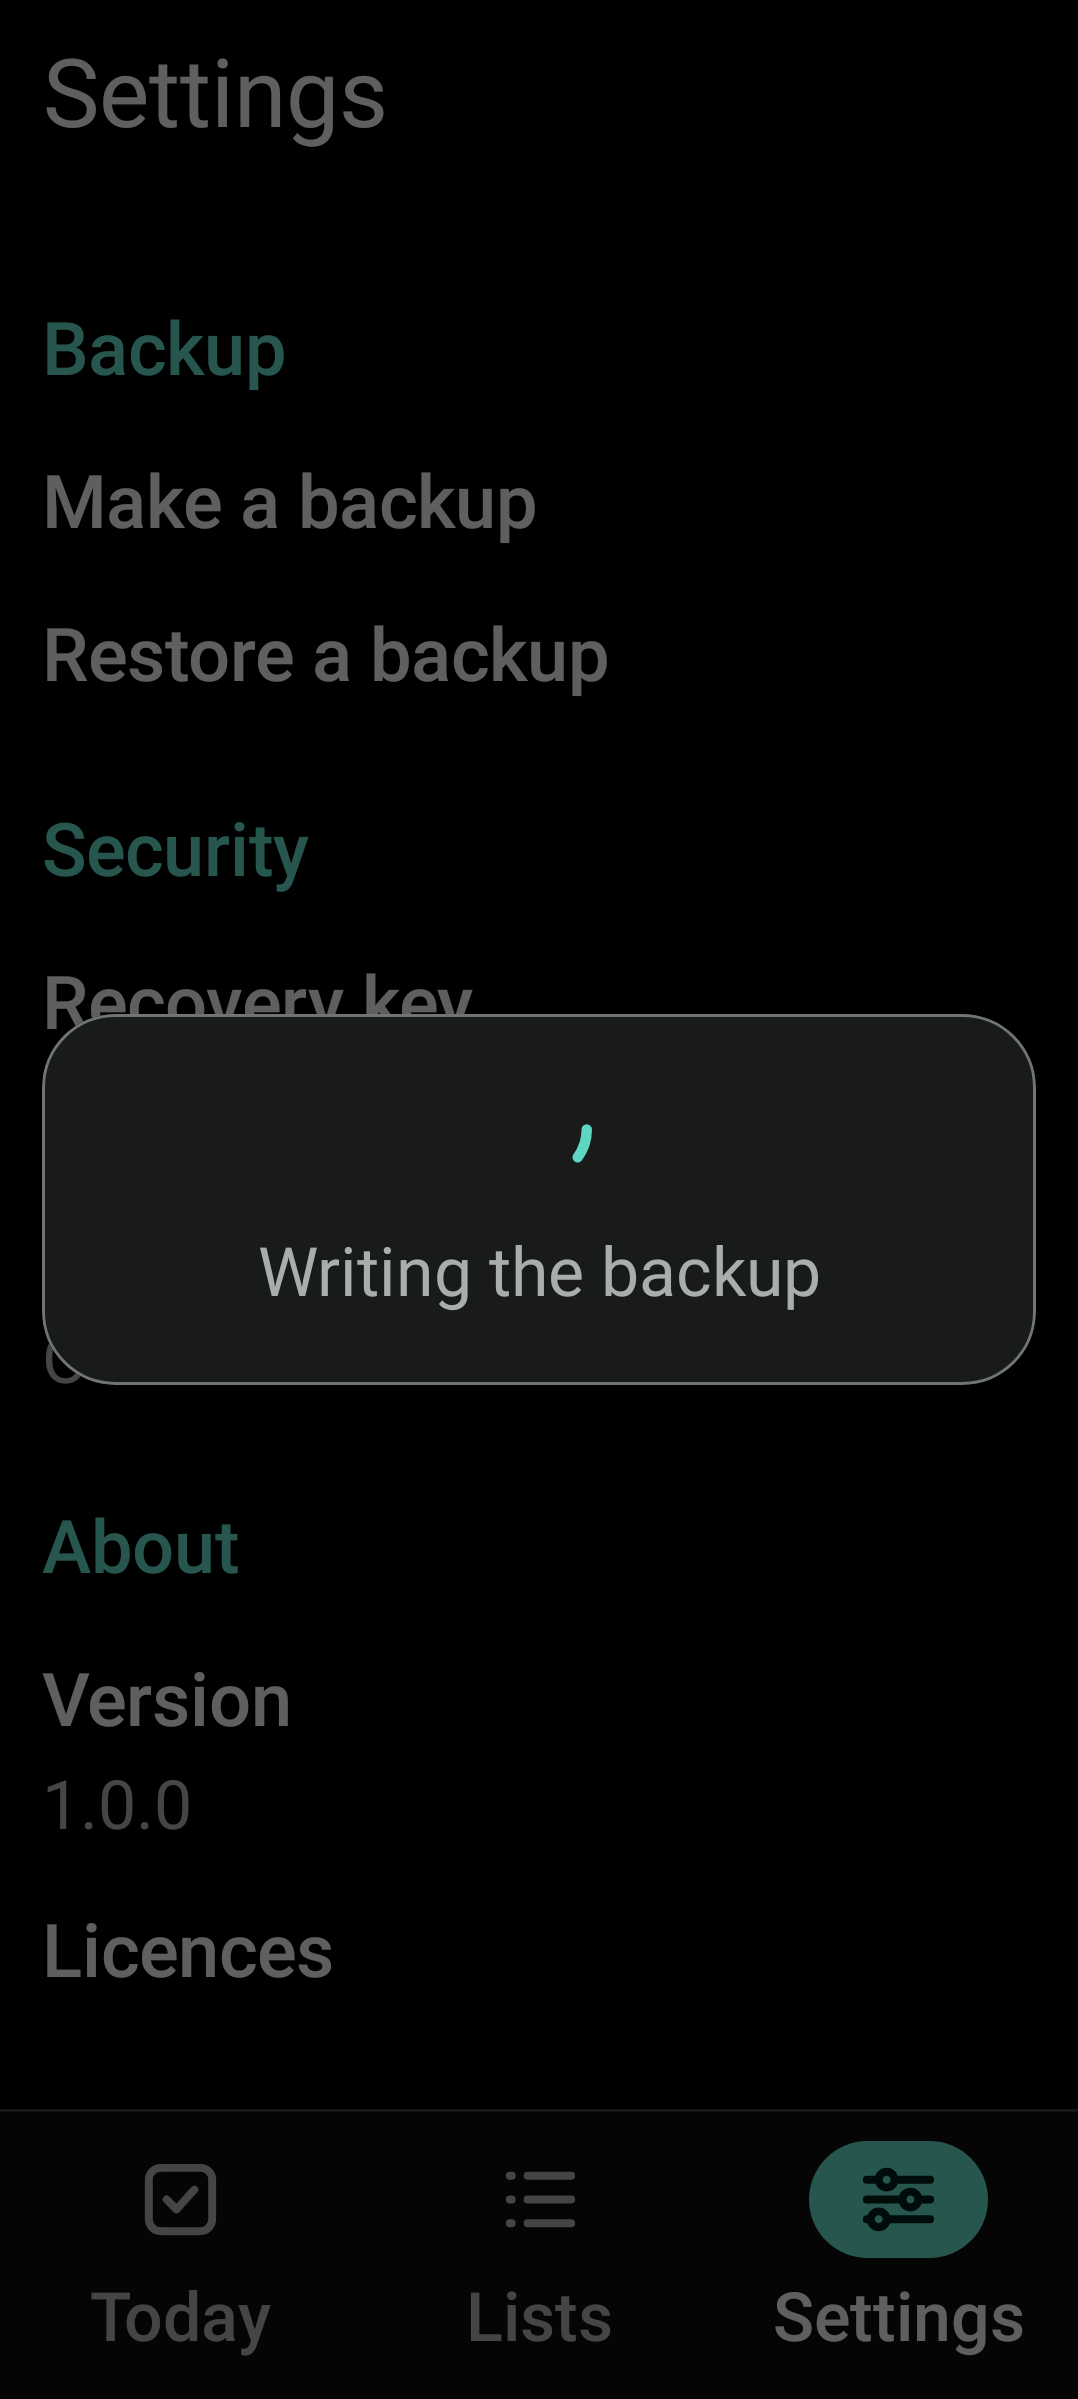 Settings
Backup
Make a backup
Restore a backup
Security
Recovery key
Writing the backup
About
Version
1.0.0
Licences
Today
Lists
Settings